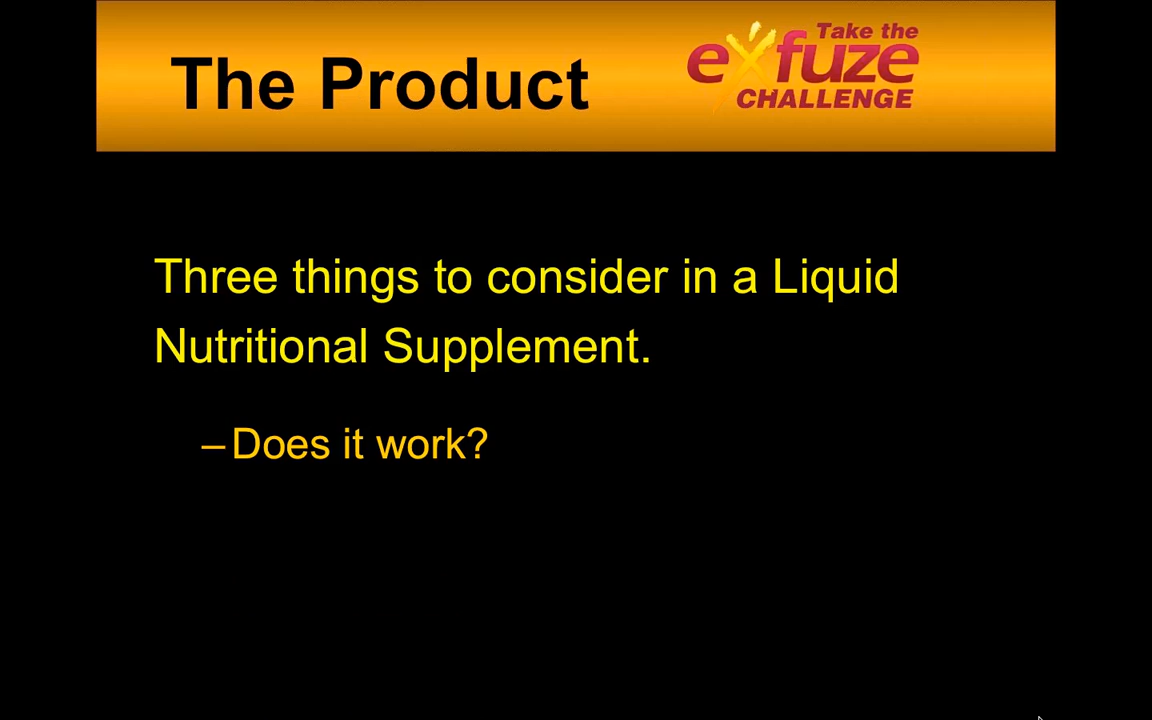 The Product
Take the
eXfuze
CHALLENGE
Three things to consider in a Liquid
Nutritional Supplement.
–Does it work?